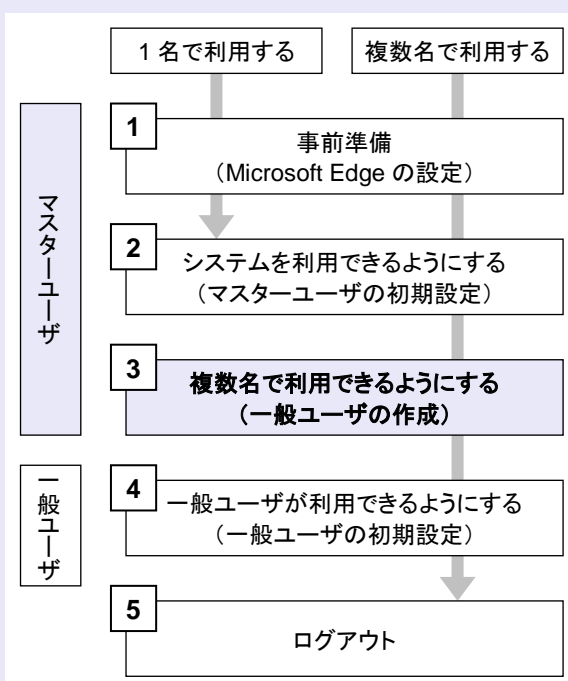 1 名で利用する
複数名で利用する
マスターユーザ
1
事前準備
（Microsoft Edge の設定）
2
システムを利用できるようにする
（マスターユーザの初期設定）
3
複数名で利用できるようにする
（一般ユーザの作成）
一般ユーザ
4
一般ユーザが利用できるようにする
（一般ユーザの初期設定）
5
ログアウト